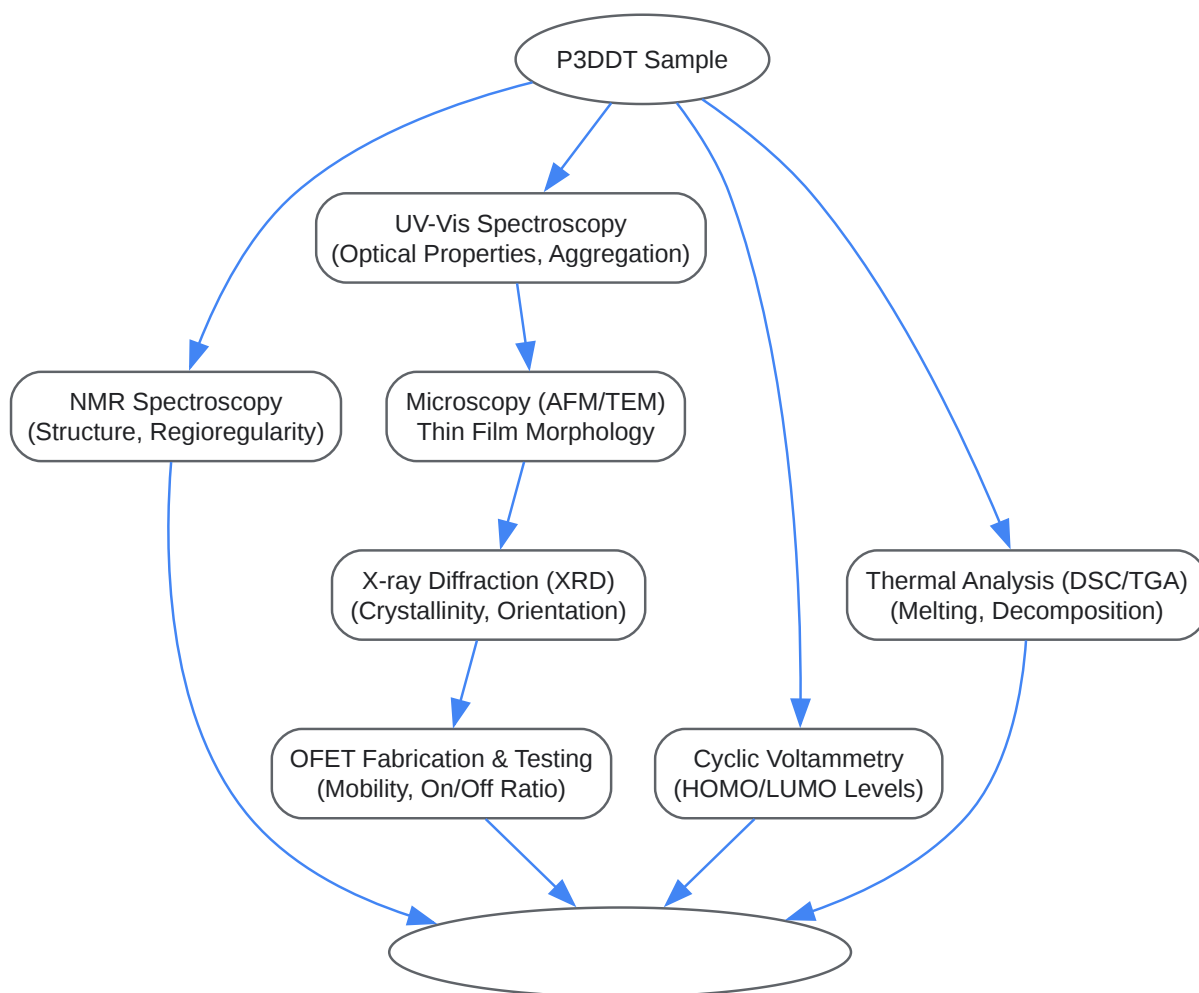 P3DDT Sample
UV-Vis Spectroscopy
(Optical Properties, Aggregation)
NMR Spectroscopy
(Structure, Regioregularity)
Microscopy (AFM/TEM)
Thin Film Morphology
X-ray Diffraction (XRD)
(Crystallinity, Orientation)
Thermal Analysis (DSC/TGA)
(Melting, Decomposition)
OFET Fabrication & Testing
(Mobility, On/Off Ratio)
Cyclic Voltammetry
(HOMO/LUMO Levels)